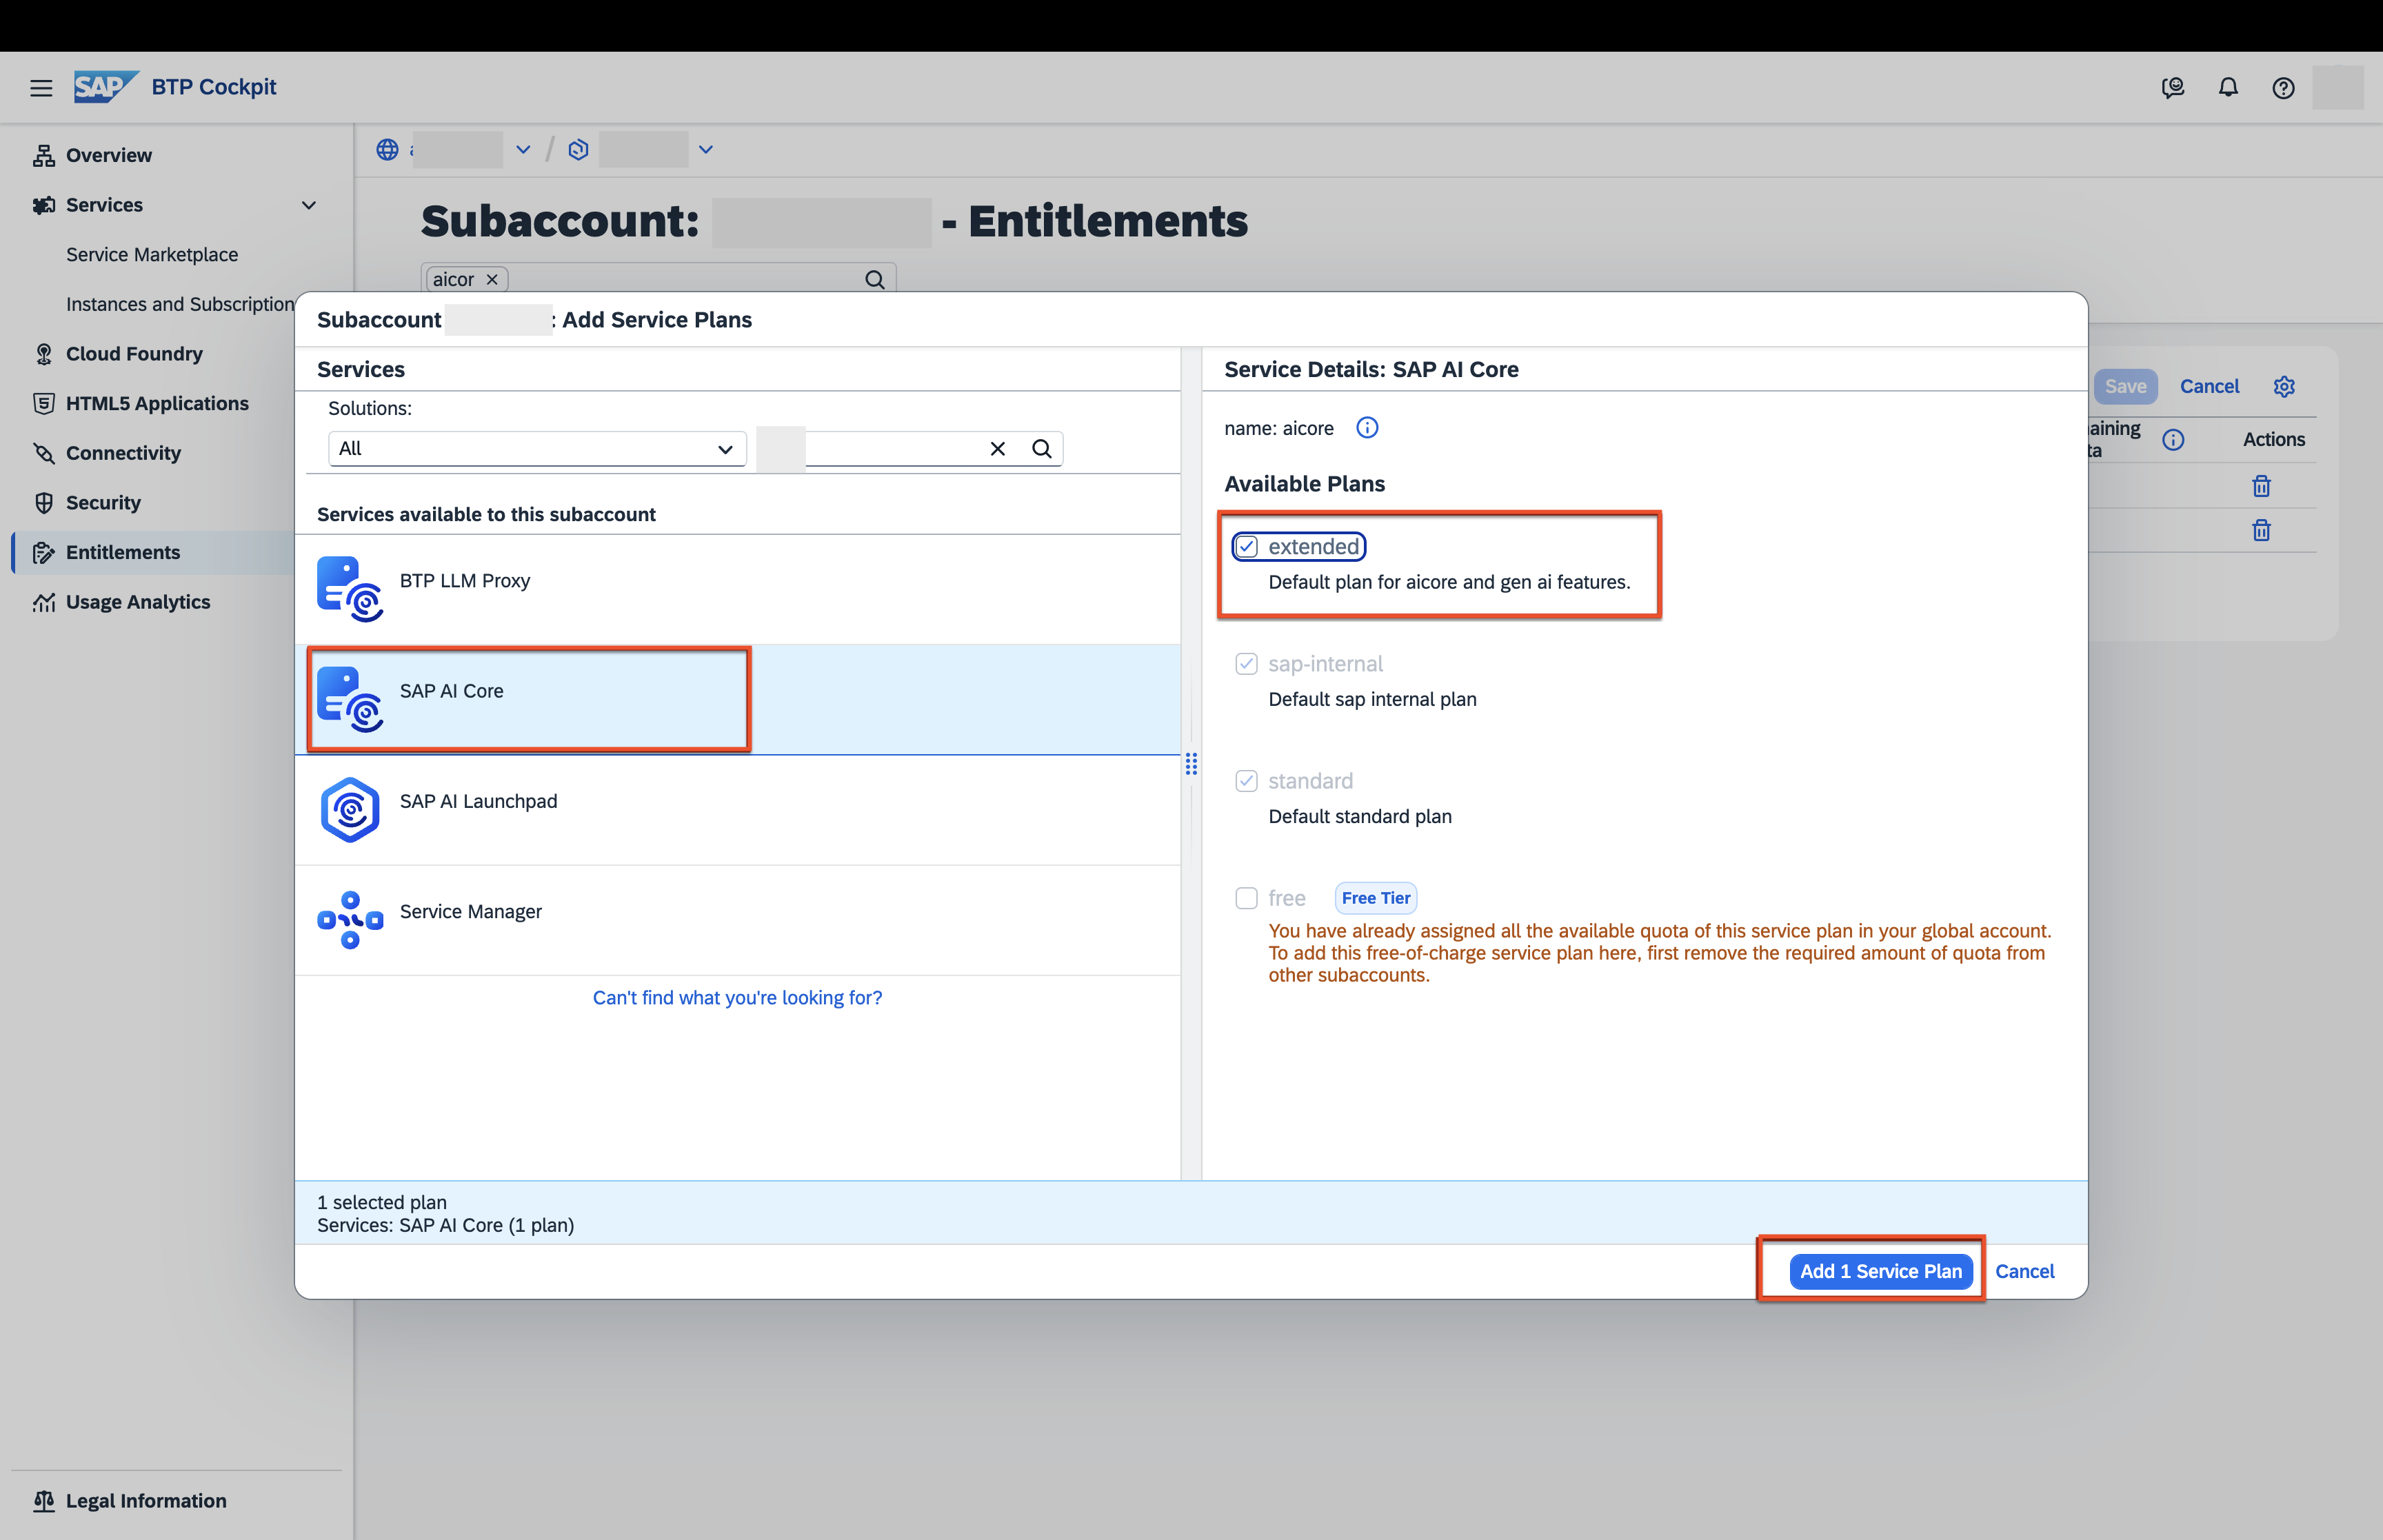 SAP BTP Cockpit
Overview
Services
Service Marketplace
Instances and Subscription
Cloud Foundry
HTML5 Applications
Connectivity
Security
Entitlements
Usage Analytics
Legal Information
/
Subaccount: - Entitlements
aicor
Save Cancel
aining
ta
Actions
Subaccount : Add Service Plans
Services
Solutions:
All
Services available to this subaccount
BTP LLM Proxy
SAP AI Core
SAP AI Launchpad
Service Manager
Can't find what you're looking for?
Service Details: SAP AI Core
name: aicore
Available Plans
extended
Default plan for aicore and gen ai features.
sap-internal
Default sap internal plan
standard
Default standard plan
free Free Tier
You have already assigned all the available quota of this service plan in your global account.
To add this free-of-charge service plan here, first remove the required amount of quota from
other subaccounts.
1 selected plan
Services: SAP AI Core (1 plan)
Add 1 Service Plan Cancel